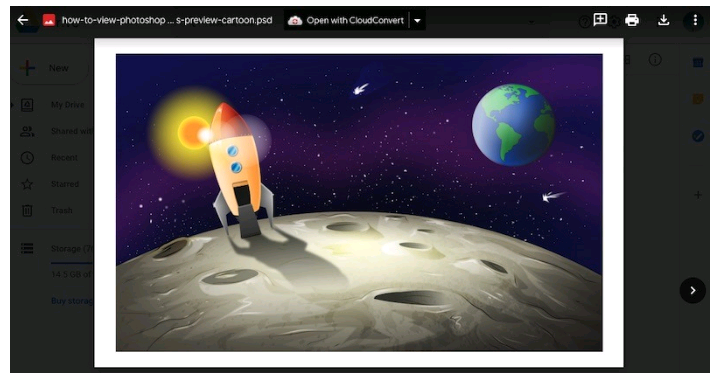 how-to-view-photoshop ... s-preview-cartoon.psd
Open with CloudConvert
New
My Drive
Shared with
Recent
Starred
Trash
Storage
14.5 GB of
Buy storag